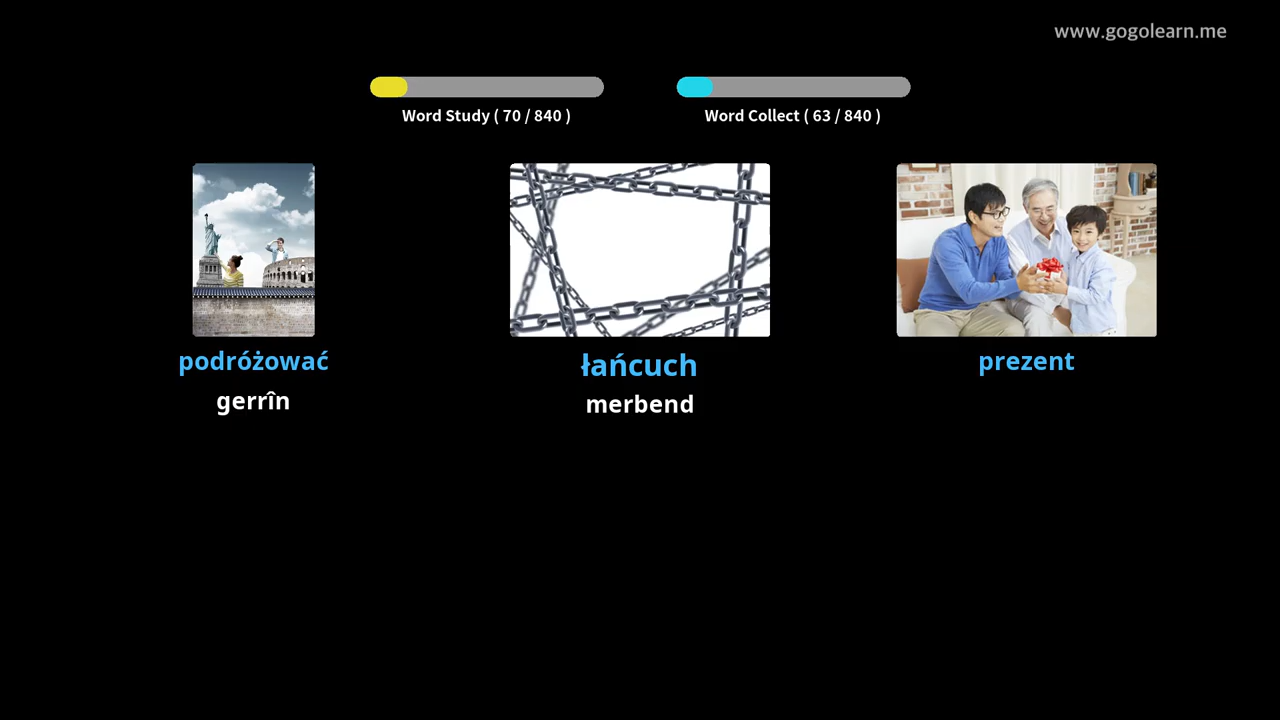 www.gogolearn.me
Word Study ( 70 / 840 )
Word Collect ( 63 / 840 )
podróżować
gerrîn
łańcuch
merbend
prezent